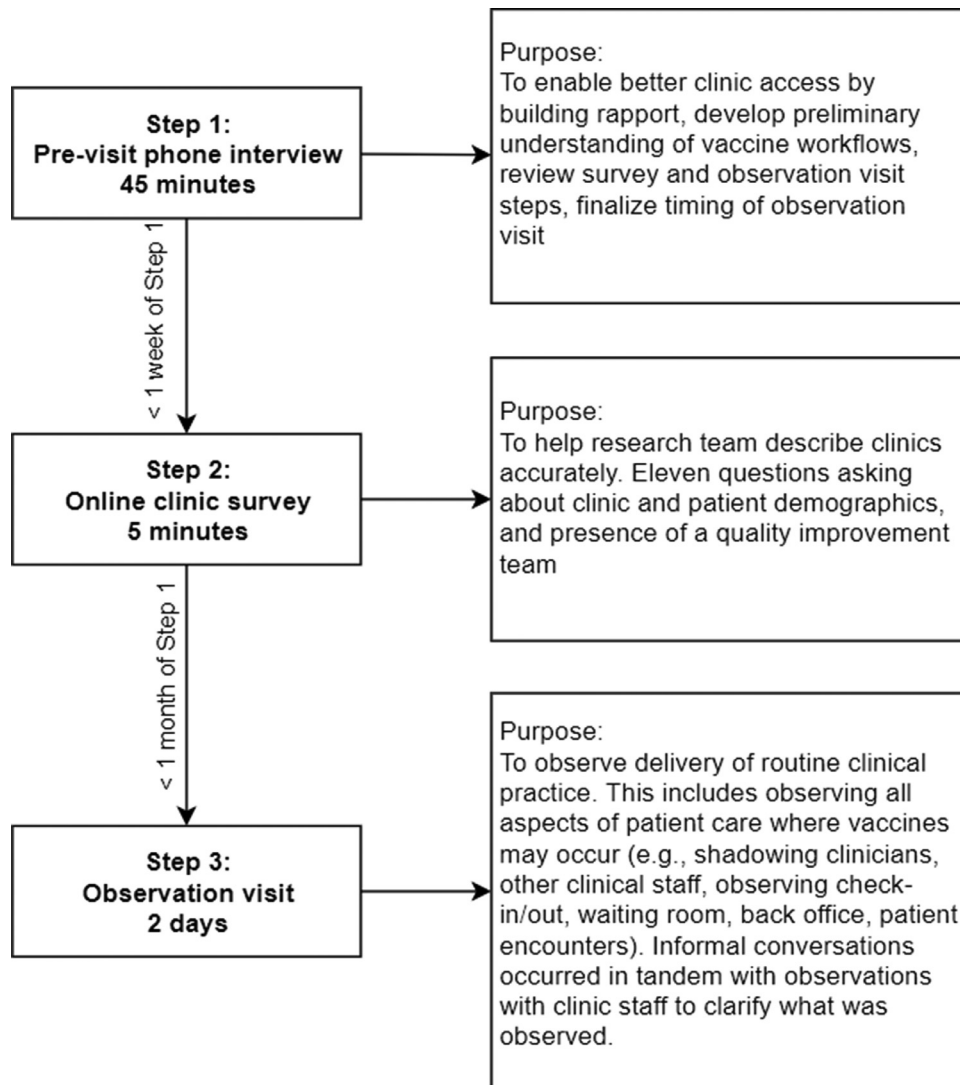 Step 1:
Pre-visit phone interview
45 minutes
Purpose:
To enable better clinic access by
building rapport, develop preliminary
understanding of vaccine workflows,
review survey and observation visit
steps, finalize timing of observation
visit
< 1 week of Step 1
Step 2:
Online clinic survey
5 minutes
Purpose:
To help research team describe clinics
accurately. Eleven questions asking
about clinic and patient demographics,
and presence of a quality improvement
team
< 1 month of Step 1
Step 3:
Observation visit
2 days
Purpose:
To observe delivery of routine clinical
practice. This includes observing all
aspects of patient care where vaccines
may occur (e.g., shadowing clinicians,
other clinical staff, observing check-
in/out, waiting room, back office, patient
encounters). Informal conversations
occurred in tandem with observations
with clinic staff to clarify what was
observed.